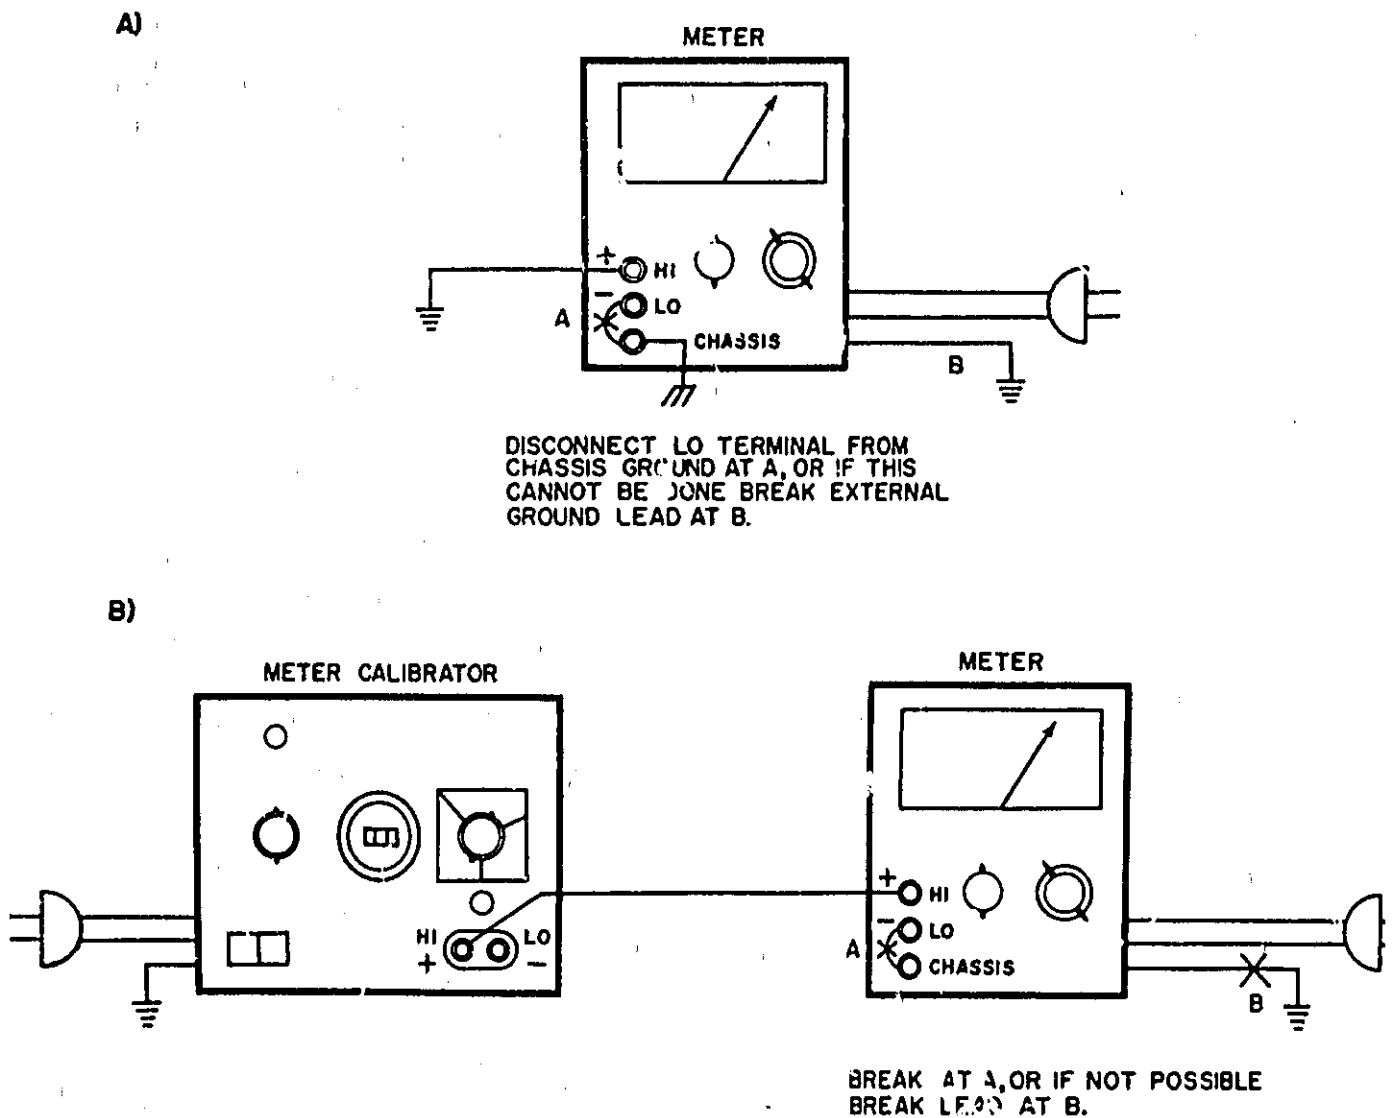 A)
METER
+ HI
- LO
A
CHASSIS
B
DISCONNECT LO TERMINAL FROM
CHASSIS GROUND AT A, OR IF THIS
CANNOT BE DONE BREAK EXTERNAL
GROUND LEAD AT B.
B)
METER CALIBRATOR
METER
HI LO
+ -
+ HI
- LO
A
CHASSIS
B
BREAK AT A, OR IF NOT POSSIBLE
BREAK LEAD AT B.